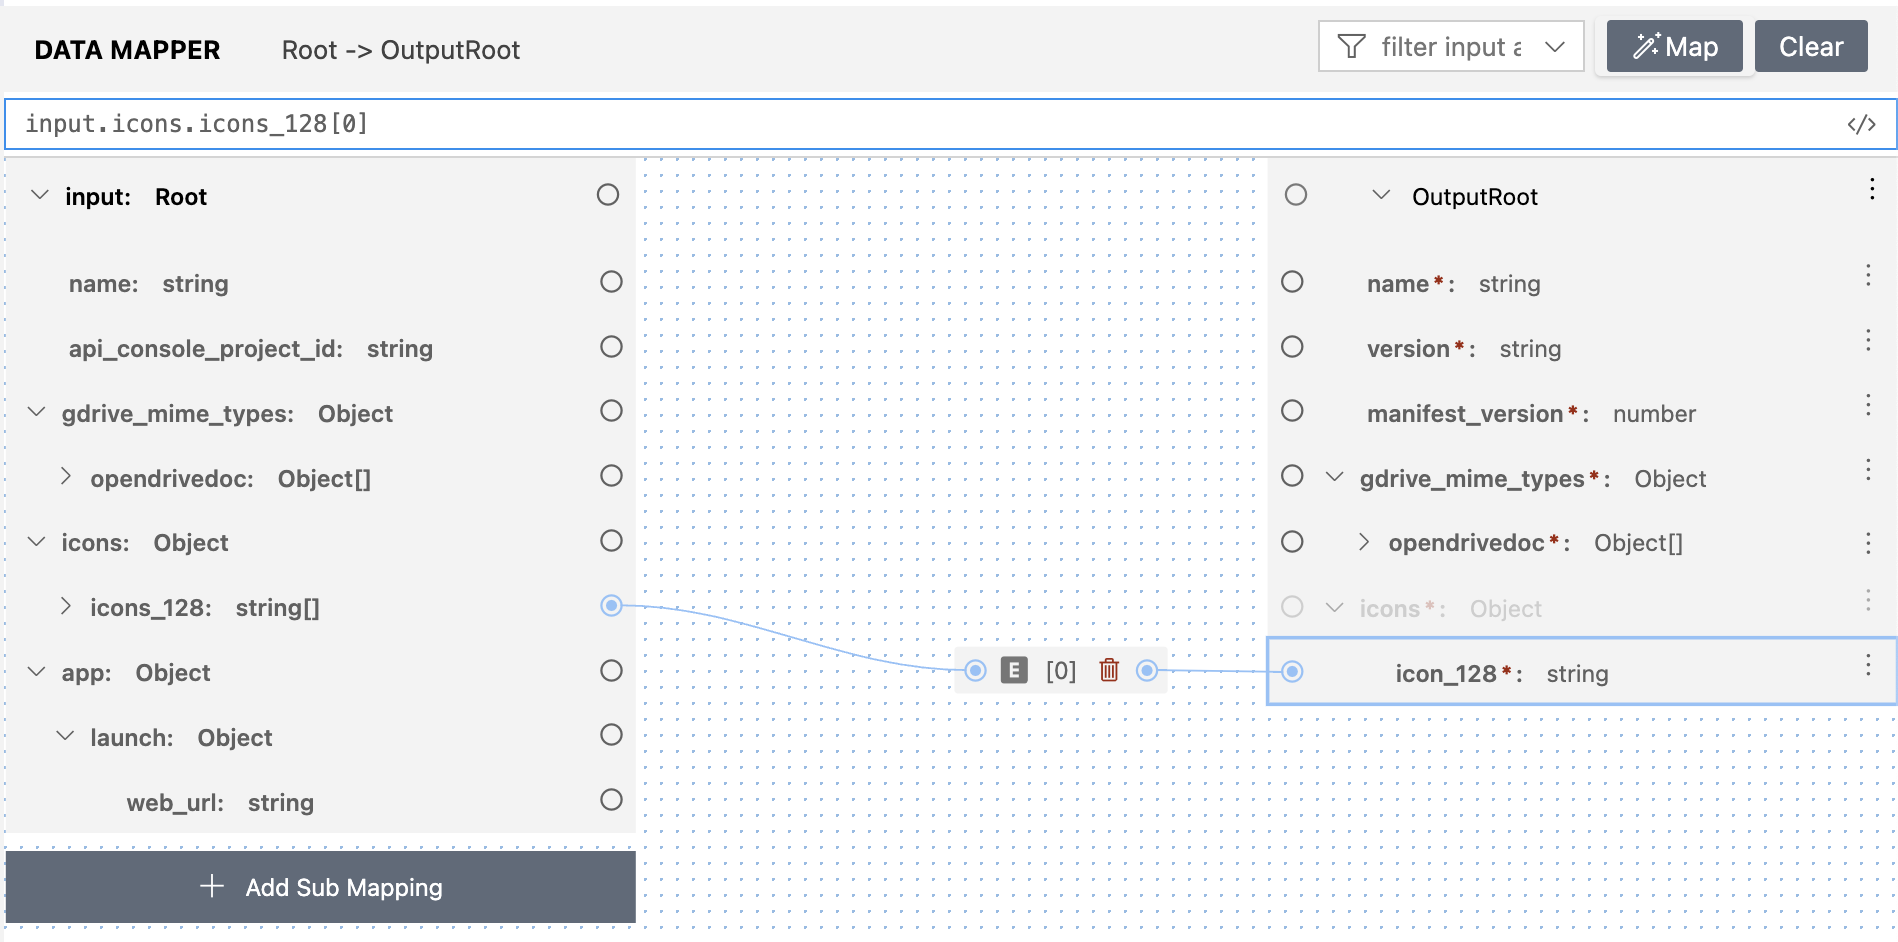 DATA MAPPER Root -> OutputRoot filter input Map Clear
input.icons.icons_128[0] </>
input: Root
name: string
api_console_project_id: string
gdrive_mime_types: Object
opendrivedoc: Object[]
icons: Object
icons_128: string[]
app: Object
launch: Object
web_url: string
Add Sub Mapping
E [0]
OutputRoot
name*: string
version*: string
manifest_version*: number
gdrive_mime_types*: Object
opendrivedoc*: Object[]
icons*: Object
icon_128*: string